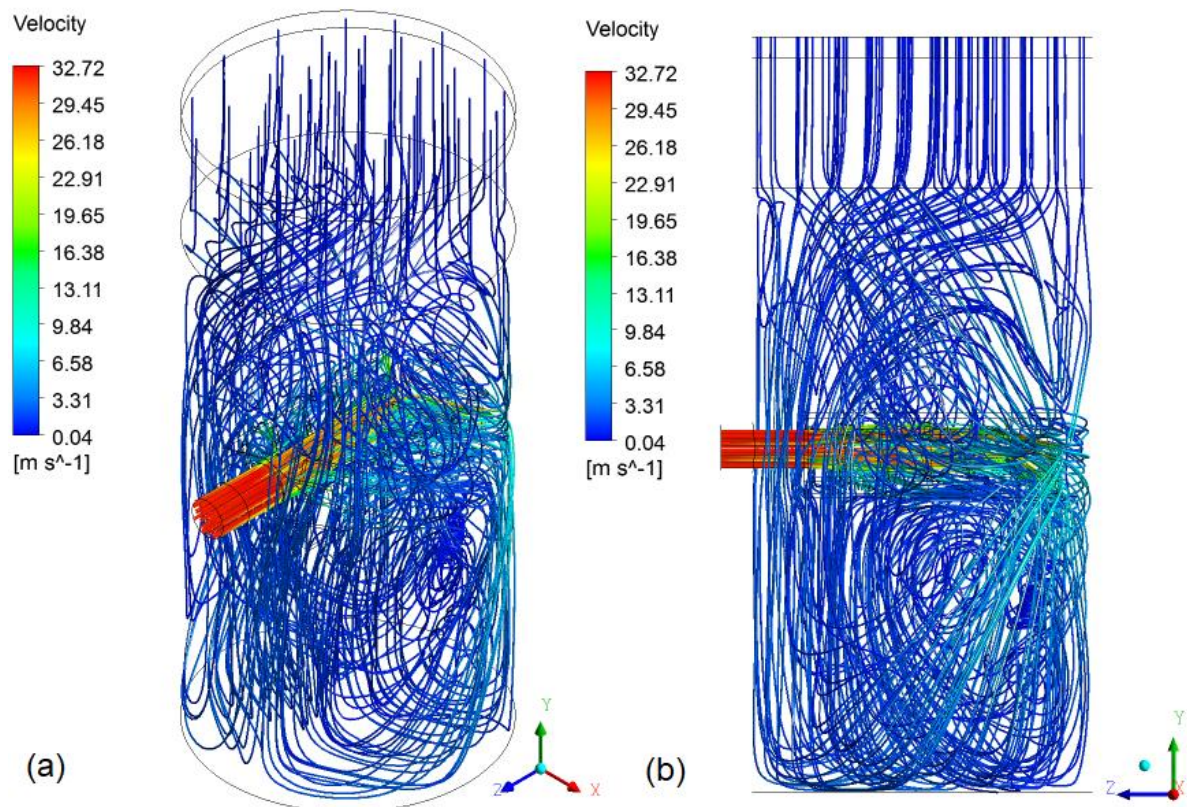 Velocity
32.72
29.45
26.18
22.91
19.65
16.38
13.11
9.84
6.58
3.31
0.04
[m s^-1]
(a)
Y
Z
X
Velocity
32.72
29.45
26.18
22.91
19.65
16.38
13.11
9.84
6.58
3.31
0.04
[m s^-1]
(b)
Y
Z
X